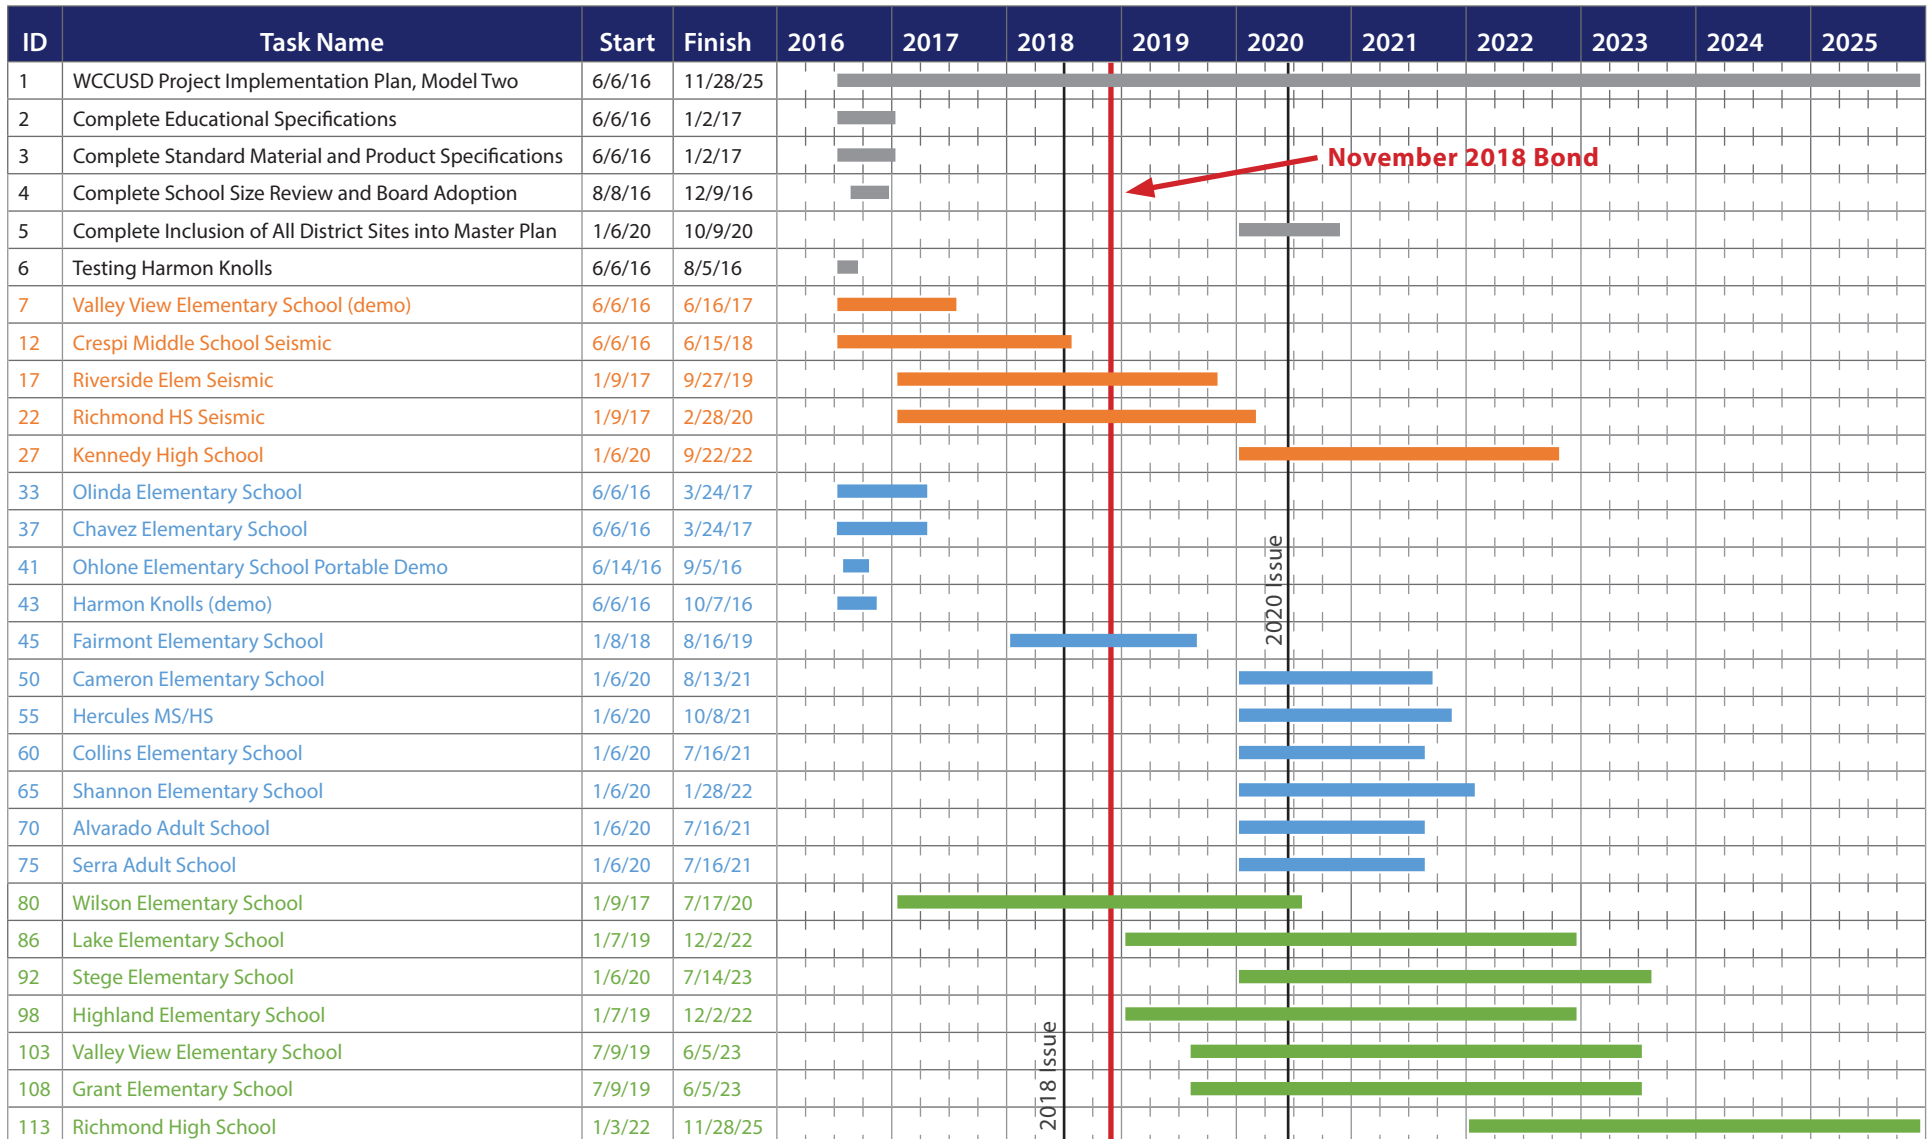 ID Task Name Start Finish 2016 2017 2018 2019 2020 2021 2022 2023 2024 2025
1 WCCUSD Project Implementation Plan, Model Two 6/6/16 11/28/25
2 Complete Educational Specifications 6/6/16 1/2/17
3 Complete Standard Material and Product Specifications 6/6/16 1/2/17
November 2018 Bond
4 Complete School Size Review and Board Adoption 8/8/16 12/9/16
5 Complete Inclusion of All District Sites into Master Plan 1/6/20 10/9/20
6 Testing Harmon Knolls 6/6/16 8/5/16
7 Valley View Elementary School (demo) 6/6/16 6/16/17
12 Crespi Middle School Seismic 6/6/16 6/15/18
17 Riverside Elem Seismic 1/9/17 9/27/19
22 Richmond HS Seismic 1/9/17 2/28/20
27 Kennedy High School 1/6/20 9/22/22
33 Olinda Elementary School 6/6/16 3/24/17
37 Chavez Elementary School 6/6/16 3/24/17
41 Ohlone Elementary School Portable Demo 6/14/16 9/5/16
43 Harmon Knolls (demo) 6/6/16 10/7/16
2020 Issue
45 Fairmont Elementary School 1/8/18 8/16/19
50 Cameron Elementary School 1/6/20 8/13/21
55 Hercules MS/HS 1/6/20 10/8/21
60 Collins Elementary School 1/6/20 7/16/21
65 Shannon Elementary School 1/6/20 1/28/22
70 Alvarado Adult School 1/6/20 7/16/21
75 Serra Adult School 1/6/20 7/16/21
80 Wilson Elementary School 1/9/17 7/17/20
86 Lake Elementary School 1/7/19 12/2/22
92 Stege Elementary School 1/6/20 7/14/23
98 Highland Elementary School 1/7/19 12/2/22
103 Valley View Elementary School 7/9/19 6/5/23
108 Grant Elementary School 7/9/19 6/5/23
2018 Issue
113 Richmond High School 1/3/22 11/28/25